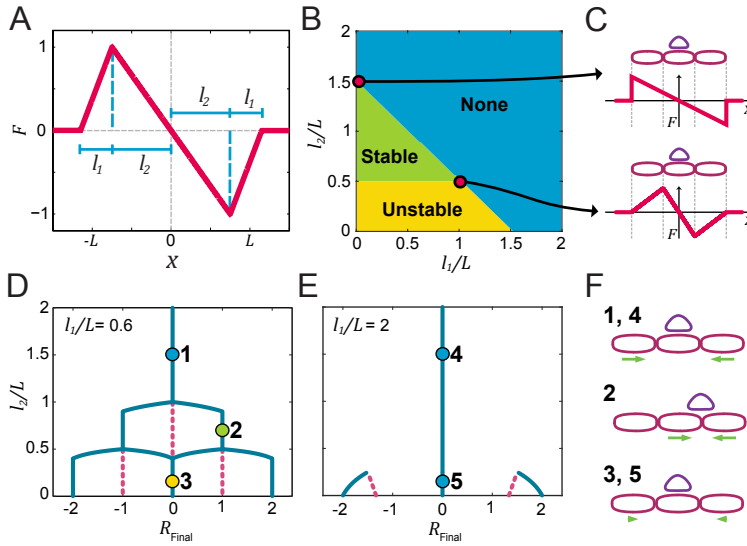 A
B
C
F
1
0
−1
l₁
l₂
l₂
l₁
-L
0
L
X
l₂/L
2
1.5
1
0.5
0
None
Stable
Unstable
0
0.5
1
1.5
2
l₁/L
F
F
D
E
F
l₁/L= 0.6
l₁/L= 2
l₂/L
2
1.5
1
0.5
0
1
2
3
4
5
-2
-1
0
1
2
R_Final
-2
-1
0
1
2
R_Final
1, 4
2
3, 5